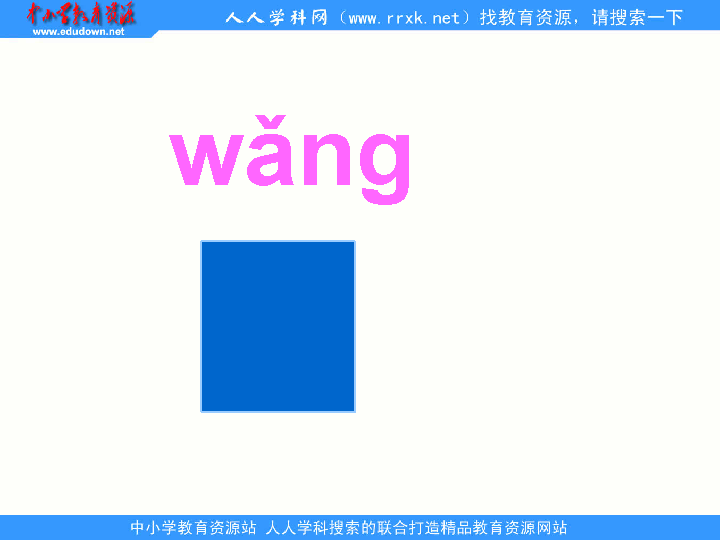 中小学教育资源
www.edudown.net
人人学科网（www.rrxk.net）找教育资源，请搜索一下
wǎng
中小学教育资源站 人人学科搜索的联合打造精品教育资源网站